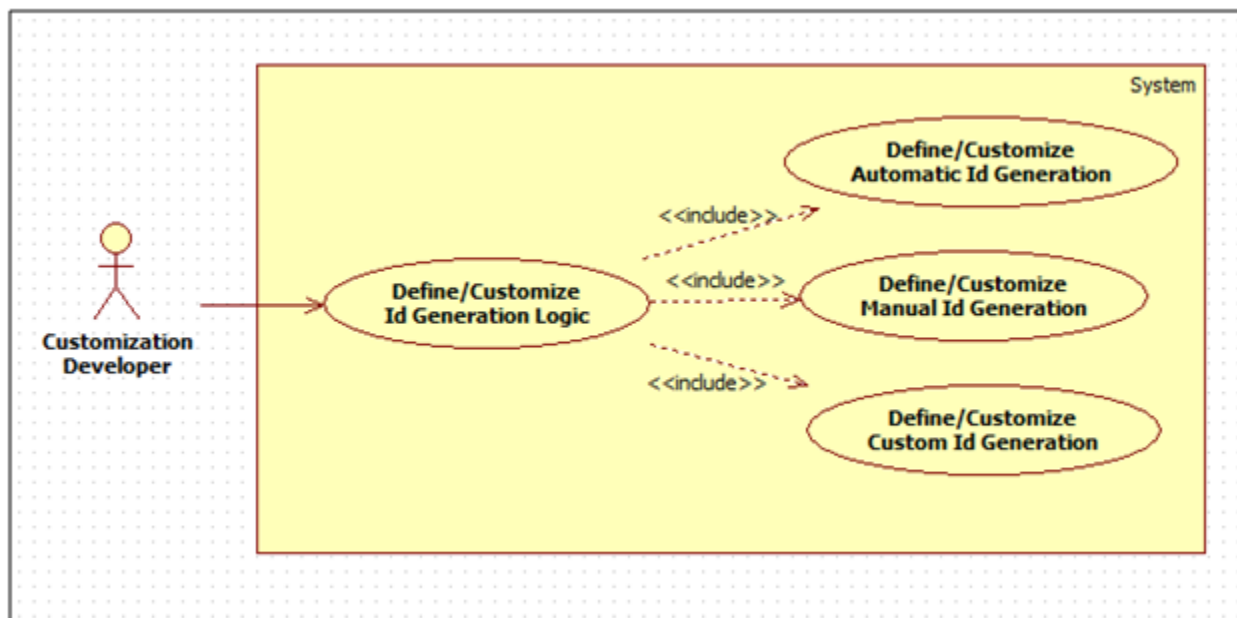 System
Define/Customize
Automatic Id Generation
<<include>>
<<include>>
Define/Customize
Manual Id Generation
Define/Customize
Id Generation Logic
Customization
Developer
<<include>>
Define/Customize
Custom Id Generation